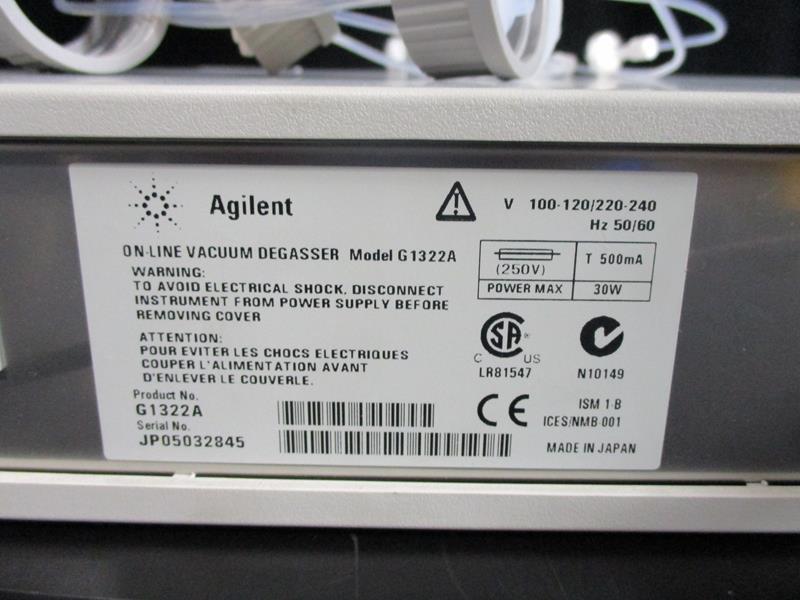 Agilent
V 100-120/220-240
Hz 50/60
ON-LINE VACUUM DEGASSER Model G1322A
(250V)
T 500mA
POWER MAX
30W
WARNING:
TO AVOID ELECTRICAL SHOCK, DISCONNECT
INSTRUMENT FROM POWER SUPPLY BEFORE
REMOVING COVER
ATTENTION:
POUR EVITER LES CHOCS ELECTRIQUES
COUPER L'ALIMENTATION AVANT
D'ENLEVER LE COUVERLE.
SA
®
C US
LR81547
N10149
Product No.
G1322A
Serial No.
JP05032845
CE
ISM 1-B
ICES/NMB-001
MADE IN JAPAN